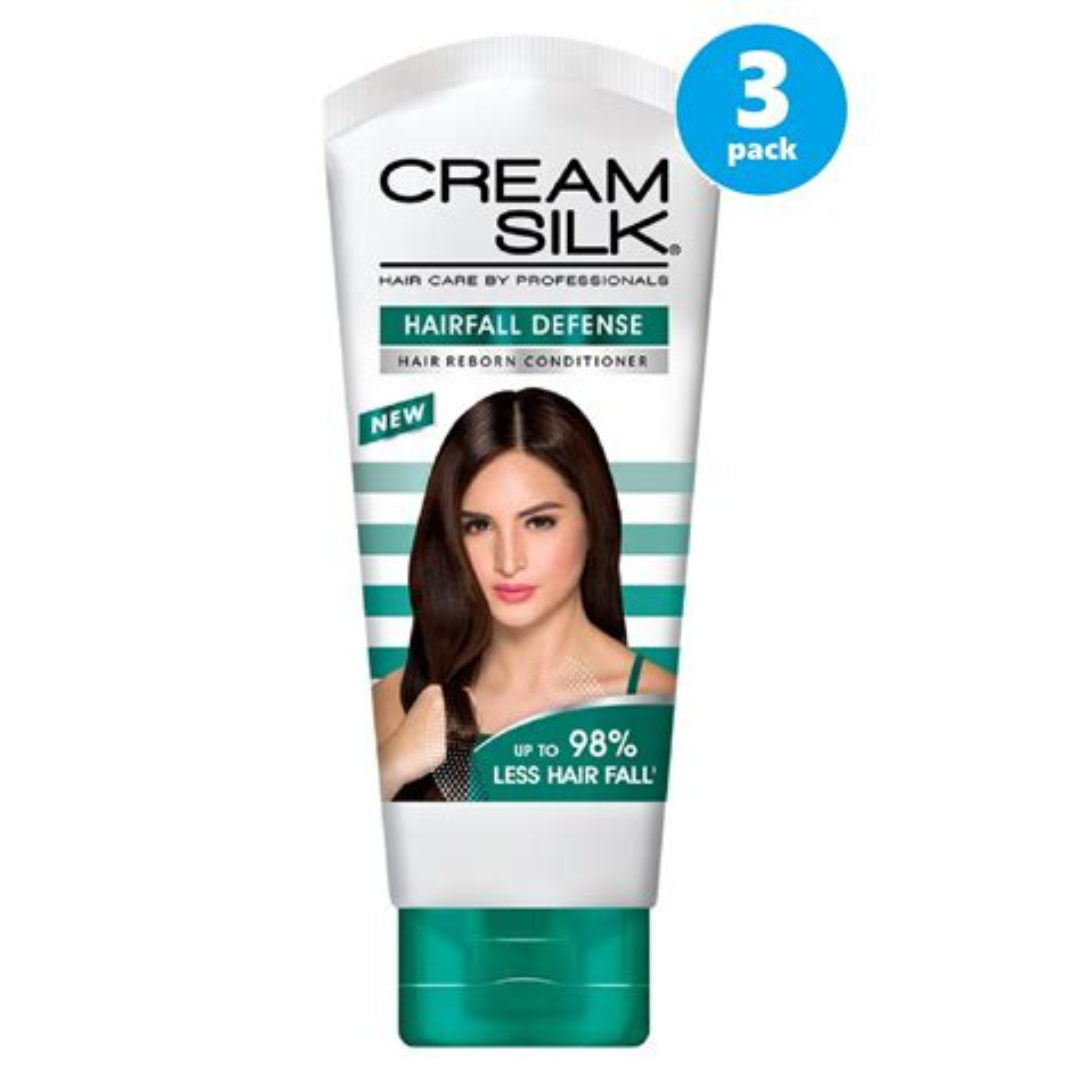 3
pack
CREAM
SILK®
HAIR CARE BY PROFESSIONALS
HAIRFALL DEFENSE
HAIR REBORN CONDITIONER
NEW
UP TO 98%
LESS HAIR FALL